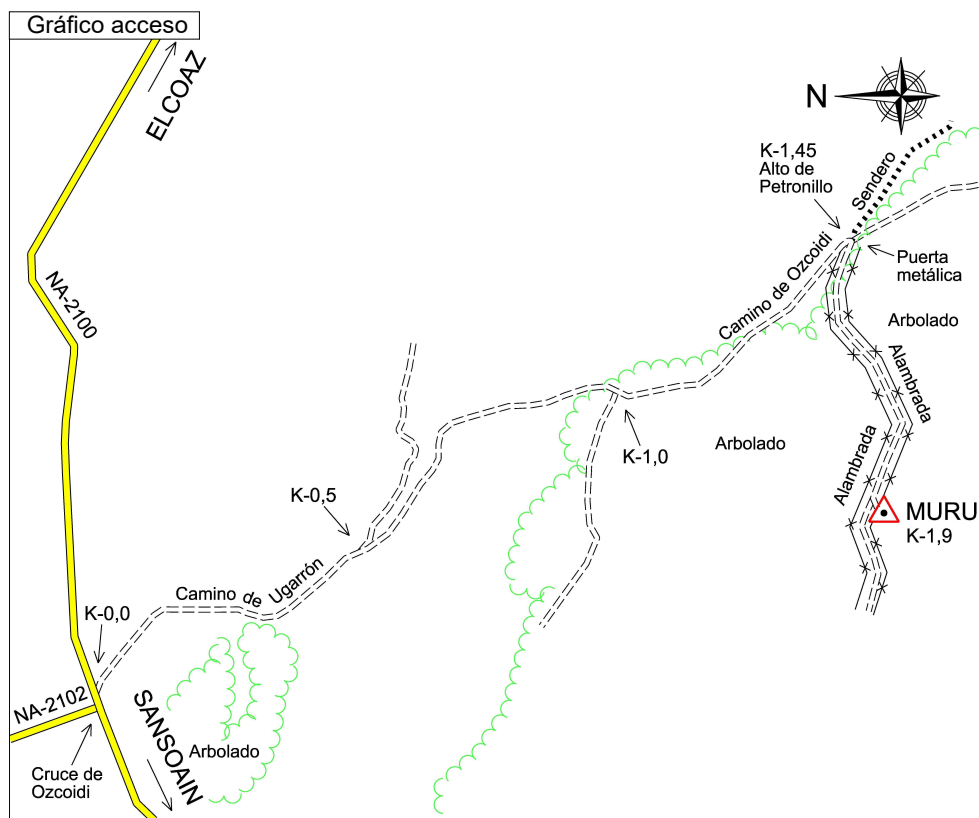 Gráfico acceso
ELCOAZ
N
K-1,45
Alto de
Petronillo
Sendero
Puerta
metálica
NA-2100
Camino de Ozcoidi
Arbolado
Alambrada
K-1,0
Arbolado
Alambrada
K-0,5
MURU
K-1,9
Camino de Ugarrón
K-0,0
NA-2102
SANSOAIN
Arbolado
Cruce de
Ozcoidi